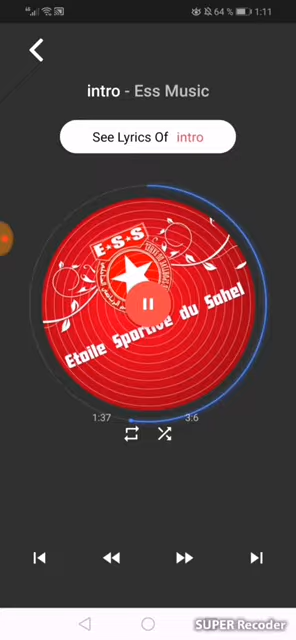 64 % 1:11
intro - Ess Music
See Lyrics Of intro
E.S.S
Etoile Sportive du Sahel
1:37 3:6
SUPER Recorder